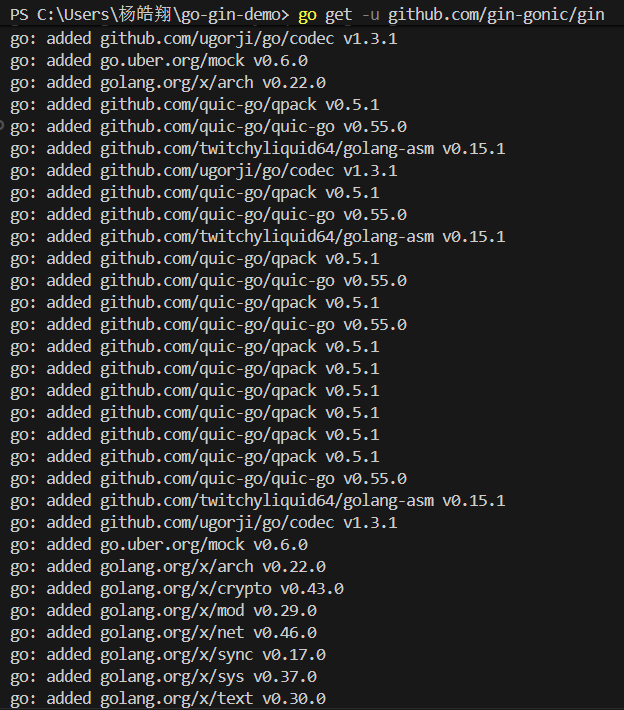 PS C:\Users\杨皓翔\go-gin-demo> go get -u github.com/gin-gonic/gin
go: added github.com/ugorji/go/codec v1.3.1
go: added go.uber.org/mock v0.6.0
go: added golang.org/x/arch v0.22.0
go: added github.com/quic-go/qpack v0.5.1
go: added github.com/quic-go/quic-go v0.55.0
go: added github.com/twitchyliquid64/golang-asm v0.15.1
go: added github.com/ugorji/go/codec v1.3.1
go: added github.com/quic-go/qpack v0.5.1
go: added github.com/quic-go/quic-go v0.55.0
go: added github.com/twitchyliquid64/golang-asm v0.15.1
go: added github.com/quic-go/qpack v0.5.1
go: added github.com/quic-go/quic-go v0.55.0
go: added github.com/quic-go/qpack v0.5.1
go: added github.com/quic-go/quic-go v0.55.0
go: added github.com/quic-go/qpack v0.5.1
go: added github.com/quic-go/qpack v0.5.1
go: added github.com/quic-go/qpack v0.5.1
go: added github.com/quic-go/qpack v0.5.1
go: added github.com/quic-go/qpack v0.5.1
go: added github.com/quic-go/qpack v0.5.1
go: added github.com/quic-go/quic-go v0.55.0
go: added github.com/twitchyliquid64/golang-asm v0.15.1
go: added github.com/ugorji/go/codec v1.3.1
go: added go.uber.org/mock v0.6.0
go: added golang.org/x/arch v0.22.0
go: added golang.org/x/crypto v0.43.0
go: added golang.org/x/mod v0.29.0
go: added golang.org/x/net v0.46.0
go: added golang.org/x/sync v0.17.0
go: added golang.org/x/sys v0.37.0
go: added golang.org/x/text v0.30.0